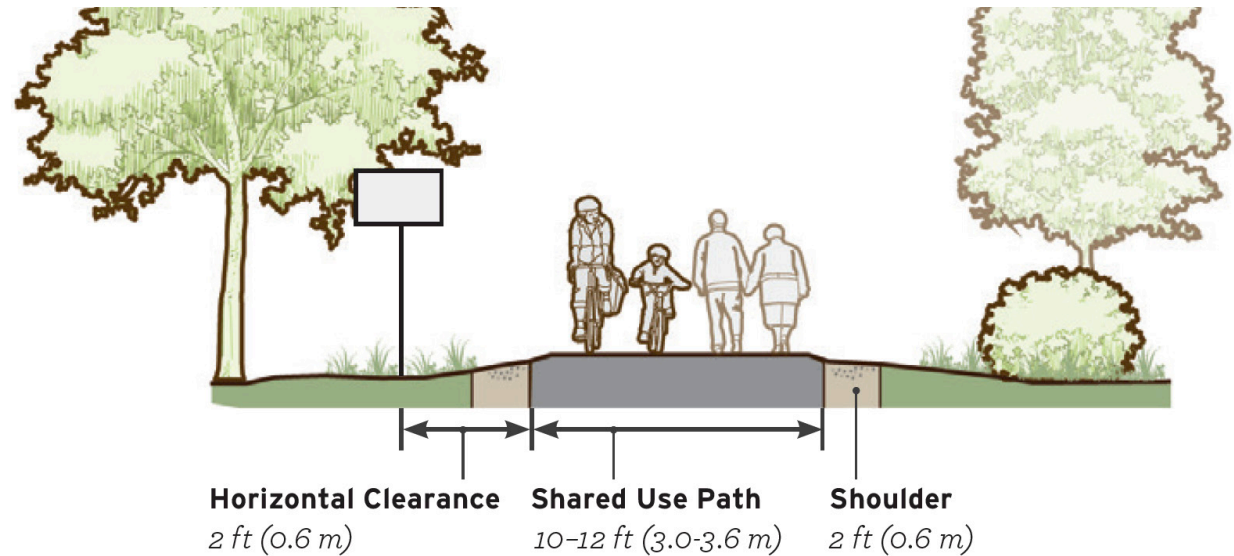 Horizontal Clearance
2 ft (0.6 m)
Shared Use Path
10–12 ft (3.0-3.6 m)
Shoulder
2 ft (0.6 m)